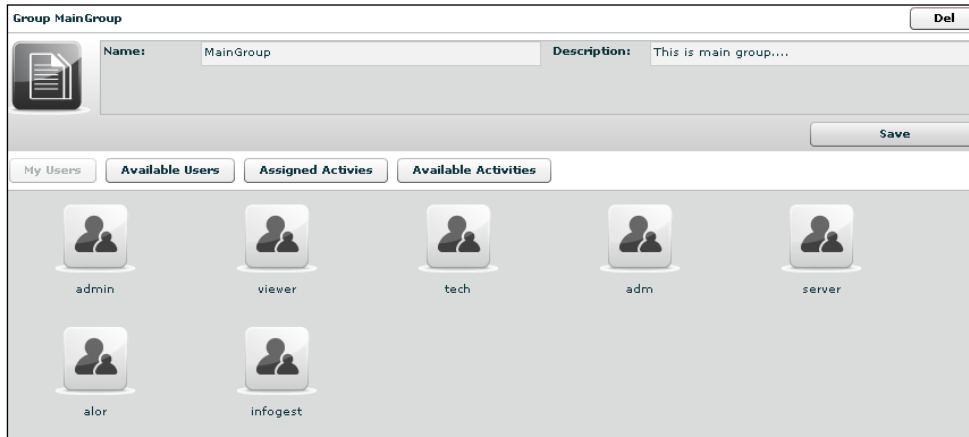 Group MainGroup Del
Name: MainGroup Description: This is main group....
Save
My Users Available Users Assigned Activies Available Activities
admin viewer tech adm server
alor infogest